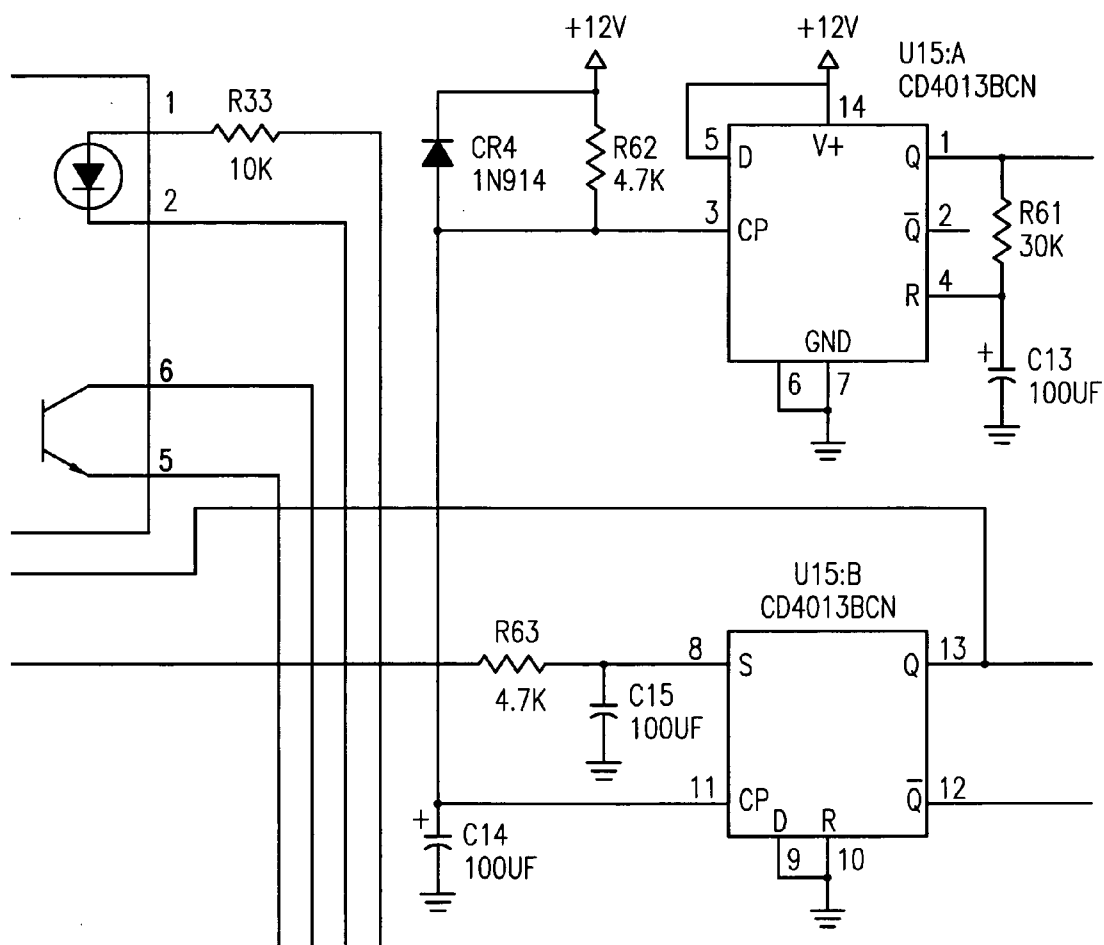 +12V
+12V
U15:A
CD4013BCN
1
R33
10K
2
CR4
1N914
R62
4.7K
14
5
D
V+
Q
1
3
CP
Q̅
2
R61
30K
R
4
GND
6
7
+
C13
100UF
6
5
U15:B
CD4013BCN
R63
4.7K
8
S
Q
13
C15
100UF
11
CP
Q̅
12
D
R
9
10
+
C14
100UF